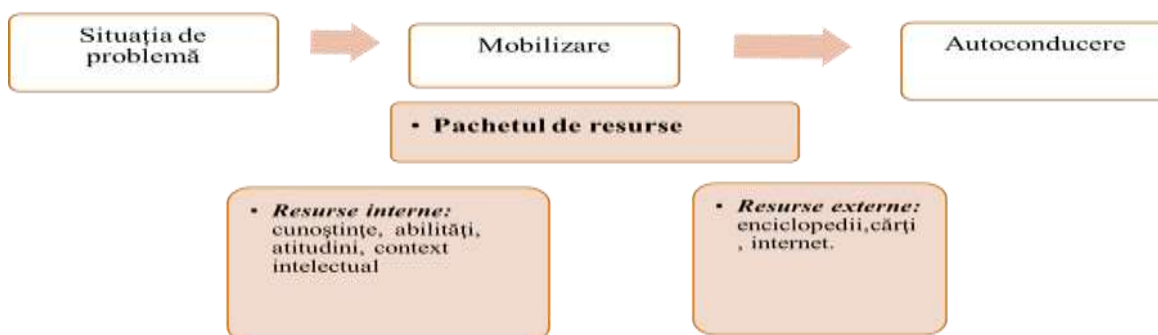 Situația de
problemă
Mobilizare
Autoconducere
• Pachetul de resurse
• Resurse interne:
cunoştinţe, abilităţi,
atitudini, context
intelectual
• Resurse externe:
enciclopedii,cărţi
, internet.